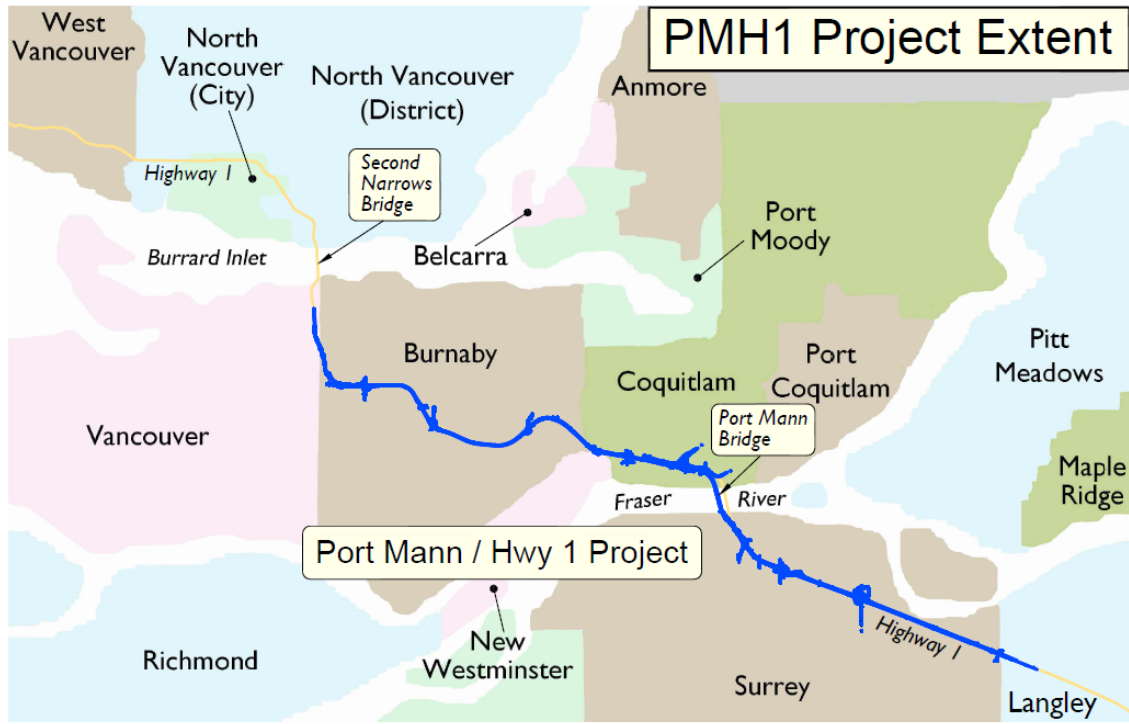 West
Vancouver
North
Vancouver
(City)
North Vancouver
(District)
PMH1 Project Extent
Anmore
Highway 1
Second
Narrows
Bridge
Burrard Inlet
Belcarra
Port
Moody
Burnaby
Coquitlam
Port
Coquitlam
Pitt
Meadows
Vancouver
Port Mann
Bridge
Maple
Ridge
Fraser
River
Port Mann / Hwy 1 Project
Richmond
New
Westminster
Highway 1
Surrey
Langley